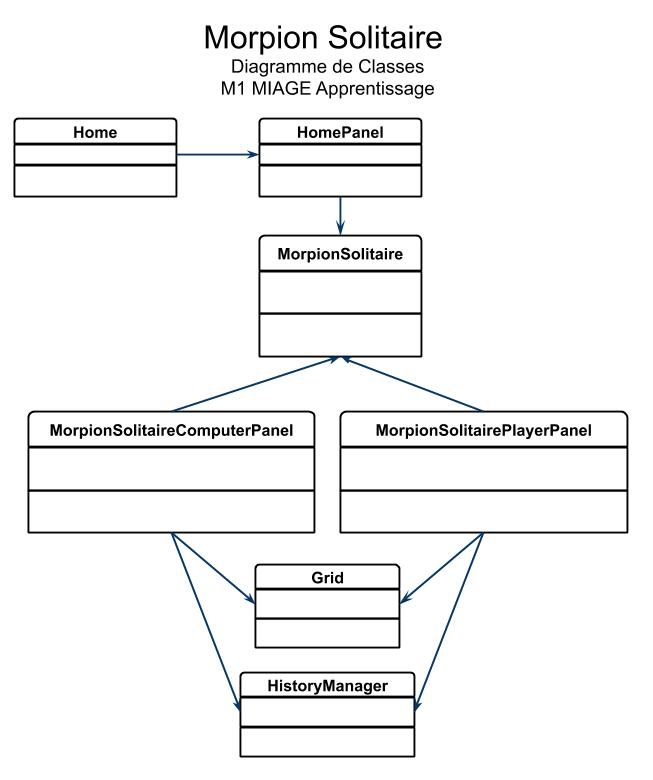 Morpion Solitaire
Diagramme de Classes
M1 MIAGE Apprentissage
Home
HomePanel
MorpionSolitaire
MorpionSolitaireComputerPanel
MorpionSolitairePlayerPanel
Grid
HistoryManager